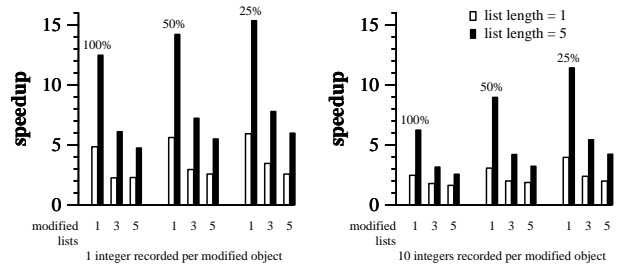 15
10
5
0
speedup
100%
50%
25%
modified lists
1 3 5 1 3 5 1 3 5
1 integer recorded per modified object
list length = 1
list length = 5
15
10
5
0
speedup
100%
50%
25%
modified lists
1 3 5 1 3 5 1 3 5
10 integers recorded per modified object